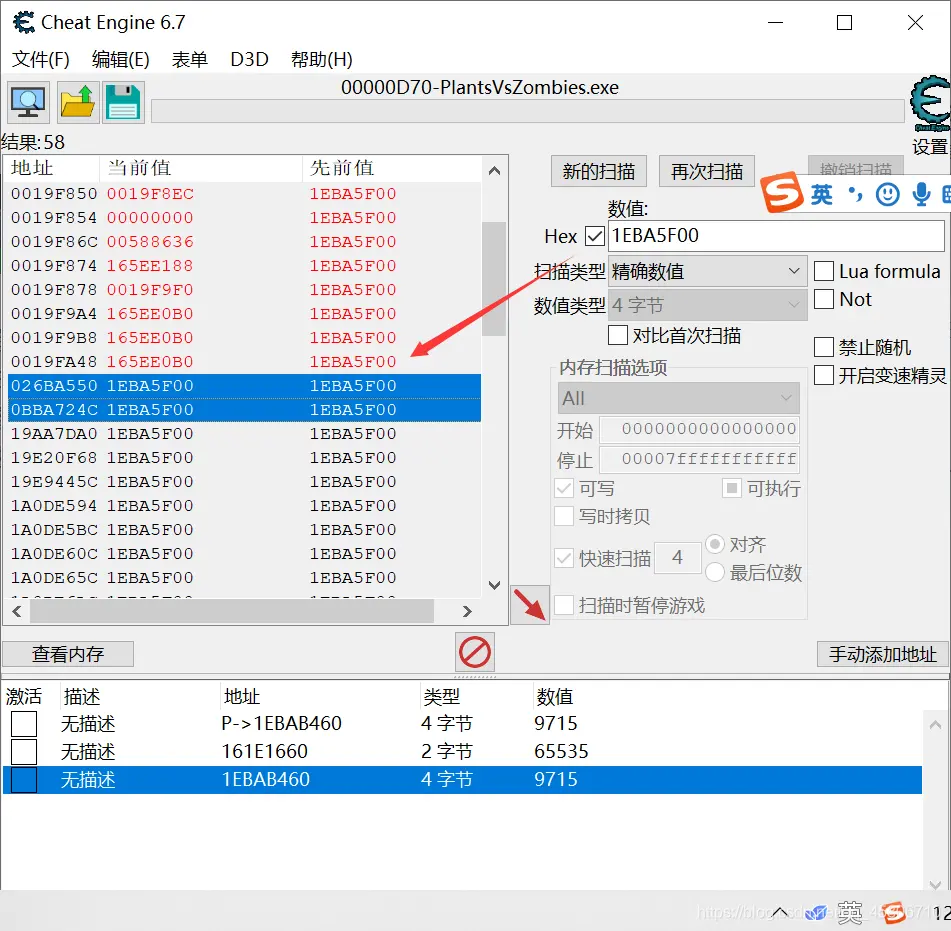 Cheat Engine 6.7
文件(F) 编辑(E) 表单 D3D 帮助(H)
00000D70-PlantsVsZombies.exe
设置
结果:58
地址 当前值 先前值
0019F850 0019F8EC 1EBA5F00
0019F854 00000000 1EBA5F00
0019F86C 00588636 1EBA5F00
0019F874 165EE188 1EBA5F00
0019F878 0019F9F0 1EBA5F00
0019F9A4 165EE0B0 1EBA5F00
0019F9B8 165EE0B0 1EBA5F00
0019FA48 165EE0B0 1EBA5F00
026BA550 1EBA5F00 1EBA5F00
0BBA724C 1EBA5F00 1EBA5F00
19AA7DA0 1EBA5F00 1EBA5F00
19E20F68 1EBA5F00 1EBA5F00
19E9445C 1EBA5F00 1EBA5F00
1A0DE594 1EBA5F00 1EBA5F00
1A0DE5BC 1EBA5F00 1EBA5F00
1A0DE60C 1EBA5F00 1EBA5F00
1A0DE65C 1EBA5F00 1EBA5F00
新的扫描 再次扫描 撤销扫描
英
数值:
Hex 1EBA5F00
扫描类型 精确数值 Lua formula
数值类型 4 字节 Not
对比首次扫描
禁止随机
内存扫描选项
开启变速精灵
All
开始 0000000000000000
停止 00007fffffffffff
可写 可执行
写时拷贝
快速扫描 4 对齐
最后位数
扫描时暂停游戏
查看内存 手动添加地址
激活 描述 地址 类型 数值
无描述 P->1EBAB460 4 字节 9715
无描述 161E1660 2 字节 65535
无描述 1EBAB460 4 字节 9715
英 12